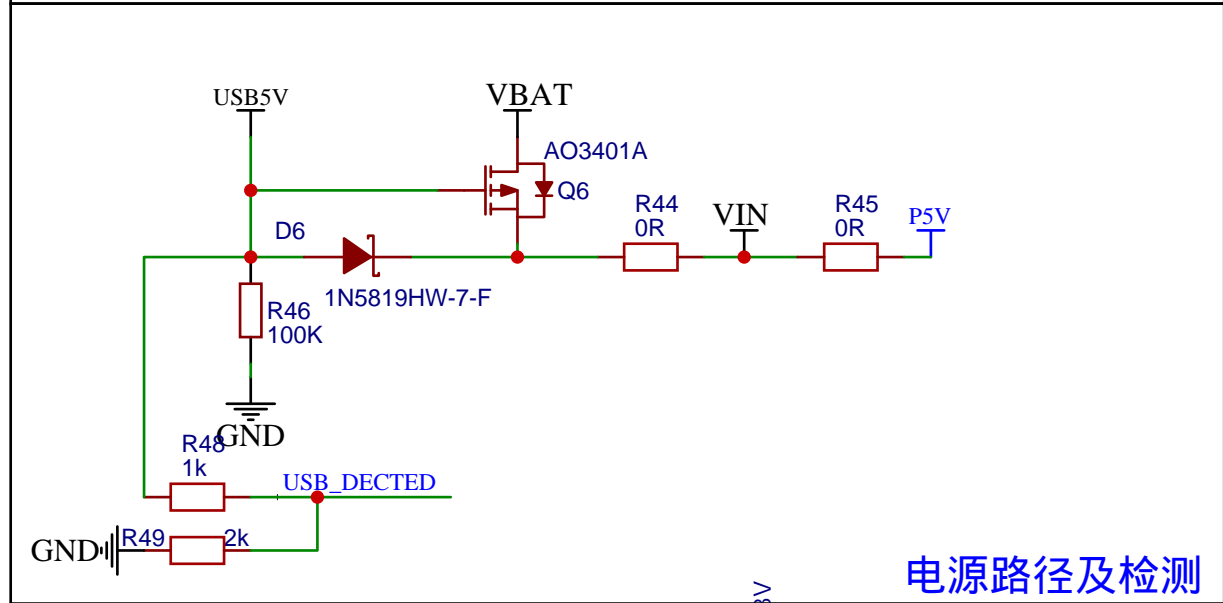 USB5V
VBAT
AO3401A
Q6
D6
1N5819HW-7-F
R44
0R
VIN
R45
0R
P5V
R46
100K
GND
R48
1k
USB_DECTED
GND
R49
2k
电源路径及检测